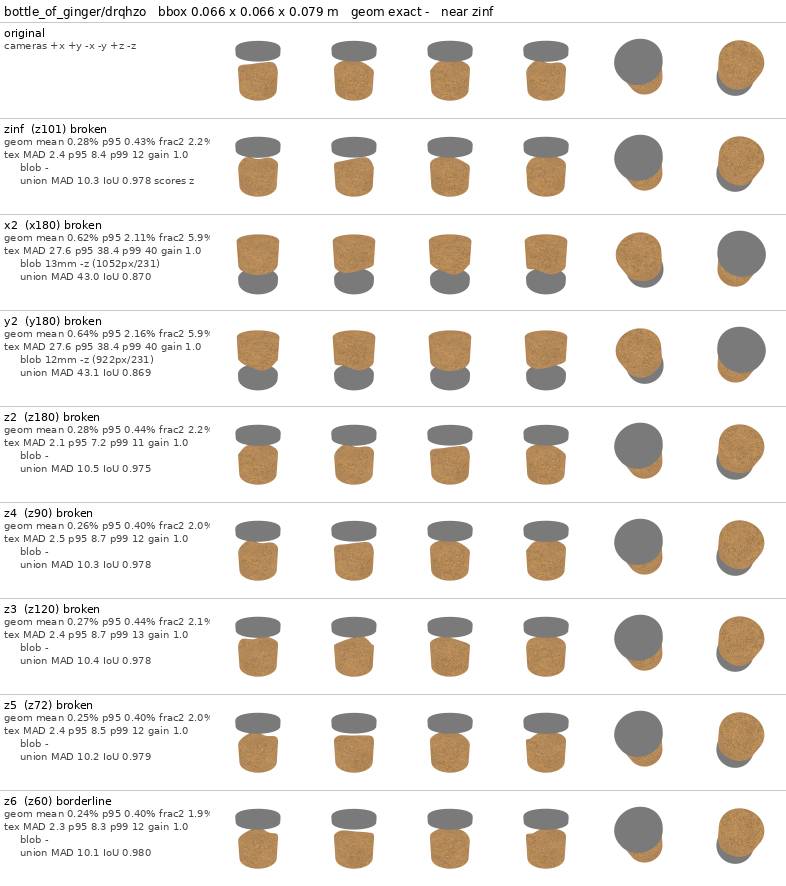 bottle_of_ginger/drqhzo bbox 0.066 x 0.066 x 0.079 m geom exact - near zinf
original
cameras +x +y -x -y +z -z
zinf (z101) broken
geom mean 0.28% p95 0.43% frac2 2.2%
tex MAD 2.4 p95 8.4 p99 12 gain 1.0
blob -
union MAD 10.3 IoU 0.978 scores z
x2 (x180) broken
geom mean 0.62% p95 2.11% frac2 5.9%
tex MAD 27.6 p95 38.4 p99 40 gain 1.0
blob 13mm -z (1052px/231)
union MAD 43.0 IoU 0.870
y2 (y180) broken
geom mean 0.64% p95 2.16% frac2 5.9%
tex MAD 27.6 p95 38.4 p99 40 gain 1.0
blob 12mm -z (922px/231)
union MAD 43.1 IoU 0.869
z2 (z180) broken
geom mean 0.28% p95 0.44% frac2 2.2%
tex MAD 2.1 p95 7.2 p99 11 gain 1.0
blob -
union MAD 10.5 IoU 0.975
z4 (z90) broken
geom mean 0.26% p95 0.40% frac2 2.0%
tex MAD 2.5 p95 8.7 p99 12 gain 1.0
blob -
union MAD 10.3 IoU 0.978
z3 (z120) broken
geom mean 0.27% p95 0.44% frac2 2.1%
tex MAD 2.4 p95 8.7 p99 13 gain 1.0
blob -
union MAD 10.4 IoU 0.978
z5 (z72) broken
geom mean 0.25% p95 0.40% frac2 2.0%
tex MAD 2.4 p95 8.5 p99 12 gain 1.0
blob -
union MAD 10.2 IoU 0.979
z6 (z60) borderline
geom mean 0.24% p95 0.40% frac2 1.9%
tex MAD 2.3 p95 8.3 p99 12 gain 1.0
blob -
union MAD 10.1 IoU 0.980